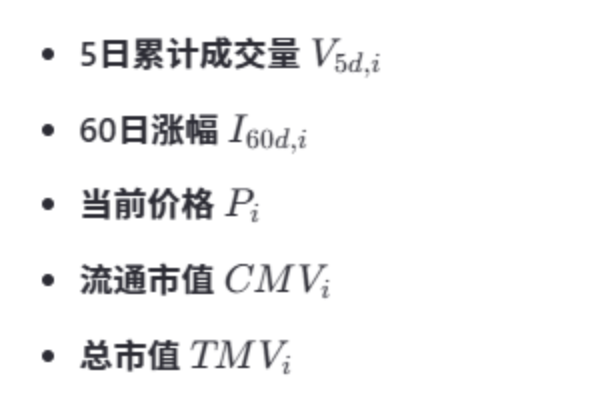 • 5日累计成交量 $V_{5d,i}$
• 60日涨幅 $I_{60d,i}$
• 当前价格 $P_i$
• 流通市值 $CMV_i$
• 总市值 $TMV_i$